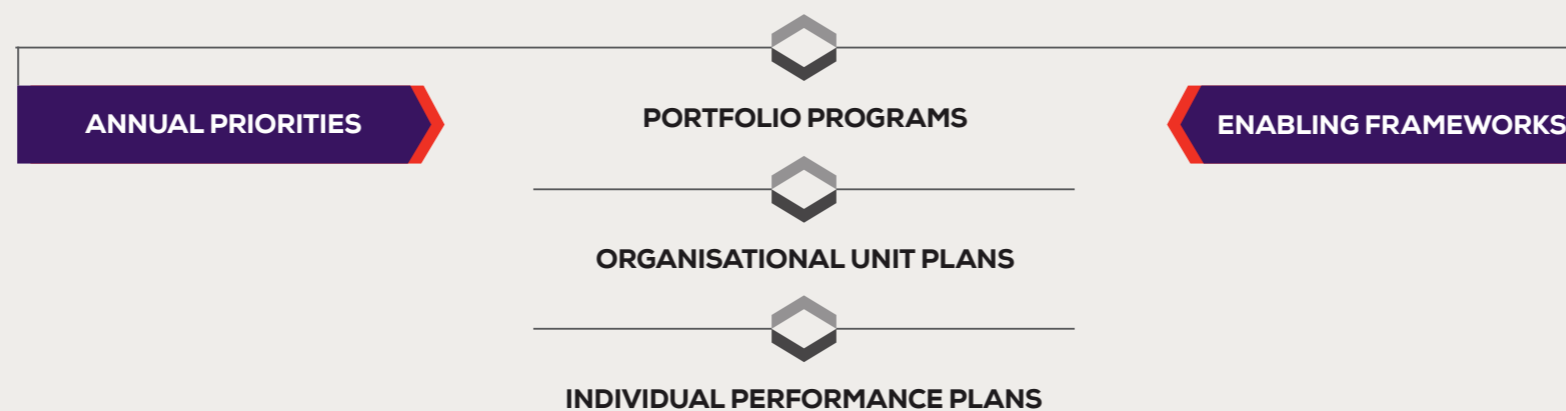 ANNUAL PRIORITIES
PORTFOLIO PROGRAMS
ENABLING FRAMEWORKS
ORGANISATIONAL UNIT PLANS
INDIVIDUAL PERFORMANCE PLANS